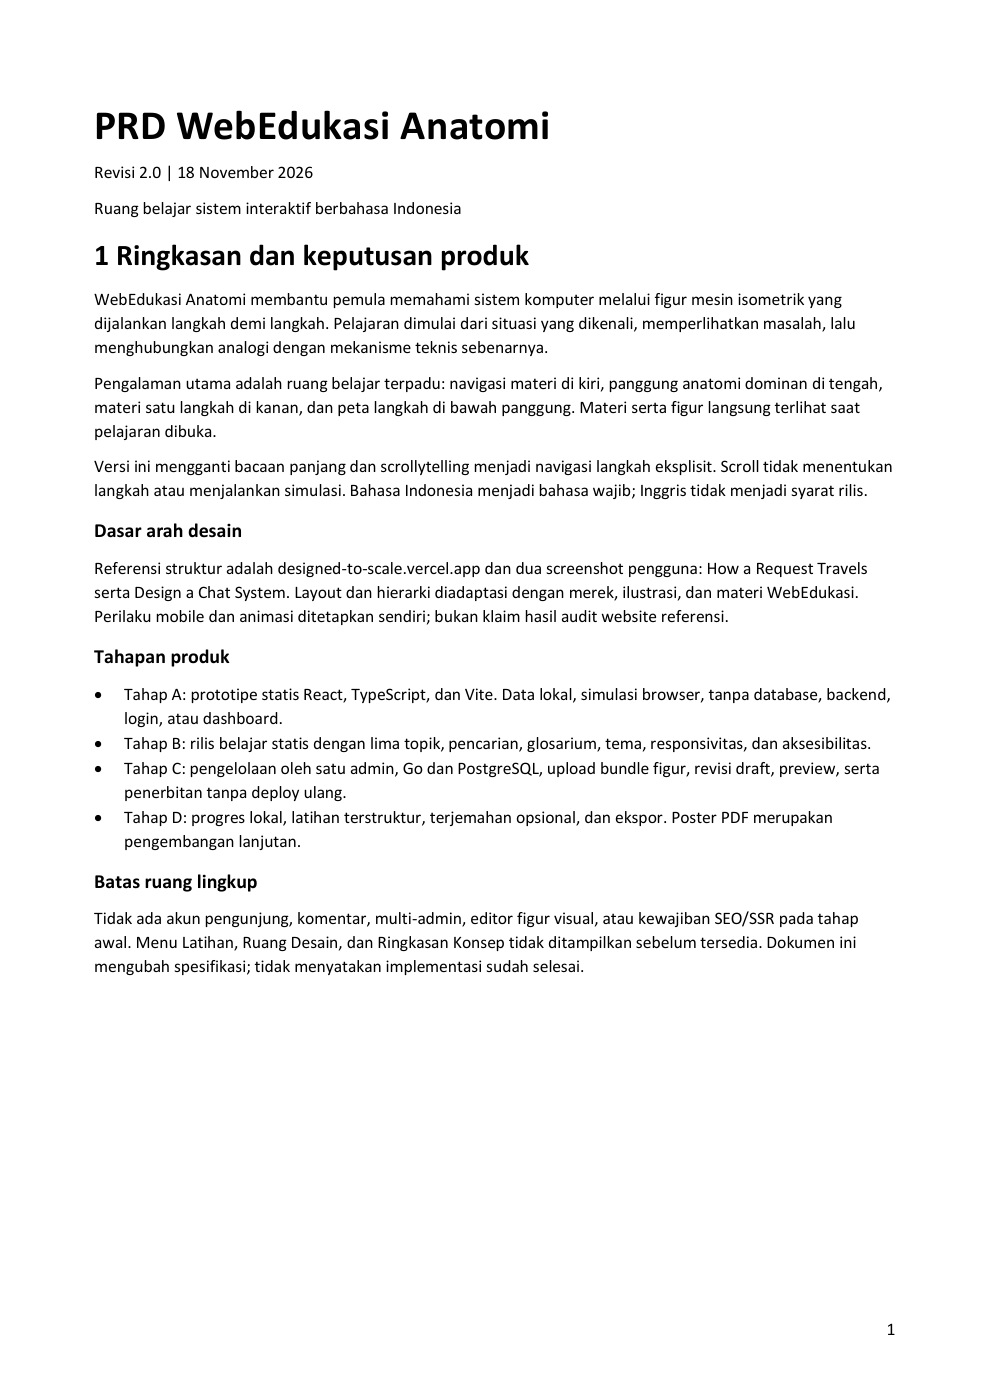 PRD WebEdukasi Anatomi
Revisi 2.0 | 18 November 2026
Ruang belajar sistem interaktif berbahasa Indonesia
1 Ringkasan dan keputusan produk
WebEdukasi Anatomi membantu pemula memahami sistem komputer melalui figur mesin isometrik yang
dijalankan langkah demi langkah. Pelajaran dimulai dari situasi yang dikenali, memperlihatkan masalah, lalu
menghubungkan analogi dengan mekanisme teknis sebenarnya.
Pengalaman utama adalah ruang belajar terpadu: navigasi materi di kiri, panggung anatomi dominan di tengah,
materi satu langkah di kanan, dan peta langkah di bawah panggung. Materi serta figur langsung terlihat saat
pelajaran dibuka.
Versi ini mengganti bacaan panjang dan scrollytelling menjadi navigasi langkah eksplisit. Scroll tidak menentukan
langkah atau menjalankan simulasi. Bahasa Indonesia menjadi bahasa wajib; Inggris tidak menjadi syarat rilis.
Dasar arah desain
Referensi struktur adalah designed-to-scale.vercel.app dan dua screenshot pengguna: How a Request Travels
serta Design a Chat System. Layout dan hierarki diadaptasi dengan merek, ilustrasi, dan materi WebEdukasi.
Perilaku mobile dan animasi ditetapkan sendiri; bukan klaim hasil audit website referensi.
Tahapan produk
• Tahap A: prototipe statis React, TypeScript, dan Vite. Data lokal, simulasi browser, tanpa database, backend,
login, atau dashboard.
• Tahap B: rilis belajar statis dengan lima topik, pencarian, glosarium, tema, responsivitas, dan aksesibilitas.
• Tahap C: pengelolaan oleh satu admin, Go dan PostgreSQL, upload bundle figur, revisi draft, preview, serta
penerbitan tanpa deploy ulang.
• Tahap D: progres lokal, latihan terstruktur, terjemahan opsional, dan ekspor. Poster PDF merupakan
pengembangan lanjutan.
Batas ruang lingkup
Tidak ada akun pengunjung, komentar, multi-admin, editor figur visual, atau kewajiban SEO/SSR pada tahap
awal. Menu Latihan, Ruang Desain, dan Ringkasan Konsep tidak ditampilkan sebelum tersedia. Dokumen ini
mengubah spesifikasi; tidak menyatakan implementasi sudah selesai.
1